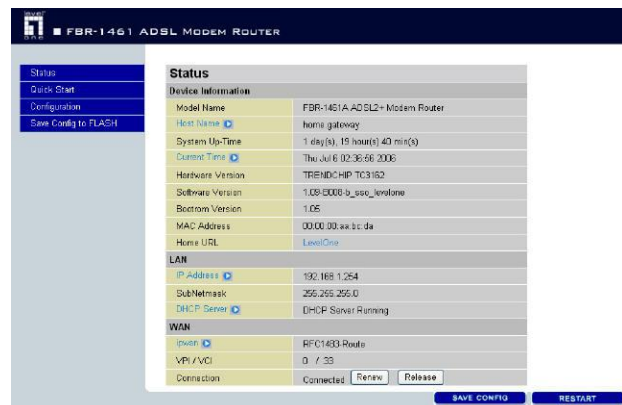 level one
FBR-1461 ADSL Modem Router
Status
Quick Start
Configuration
Save Config to FLASH
Status
Device Information
Model Name FBR-1461A ADSL2+ Modem Router
Host Name home.gateway
System Up-Time 1 day(s), 19 hour(s) 40 min(s)
Current Time Thu Jul 6 02:36:56 2006
Hardware Version TRENDCHIP TC3162
Software Version
Bootrom Version 1.05
MAC Address 00:00:00:aa:bc:da
Home URL LevelOne
LAN
IP Address 192.168.1.254
SubNetmask 255.255.255.0
DHCP Server DHCP Server Running
WAN
ipwan RFC1483-Route
VPI / VCI 0 / 33
Connection Connected Renew Release
SAVE CONFIG RESTART